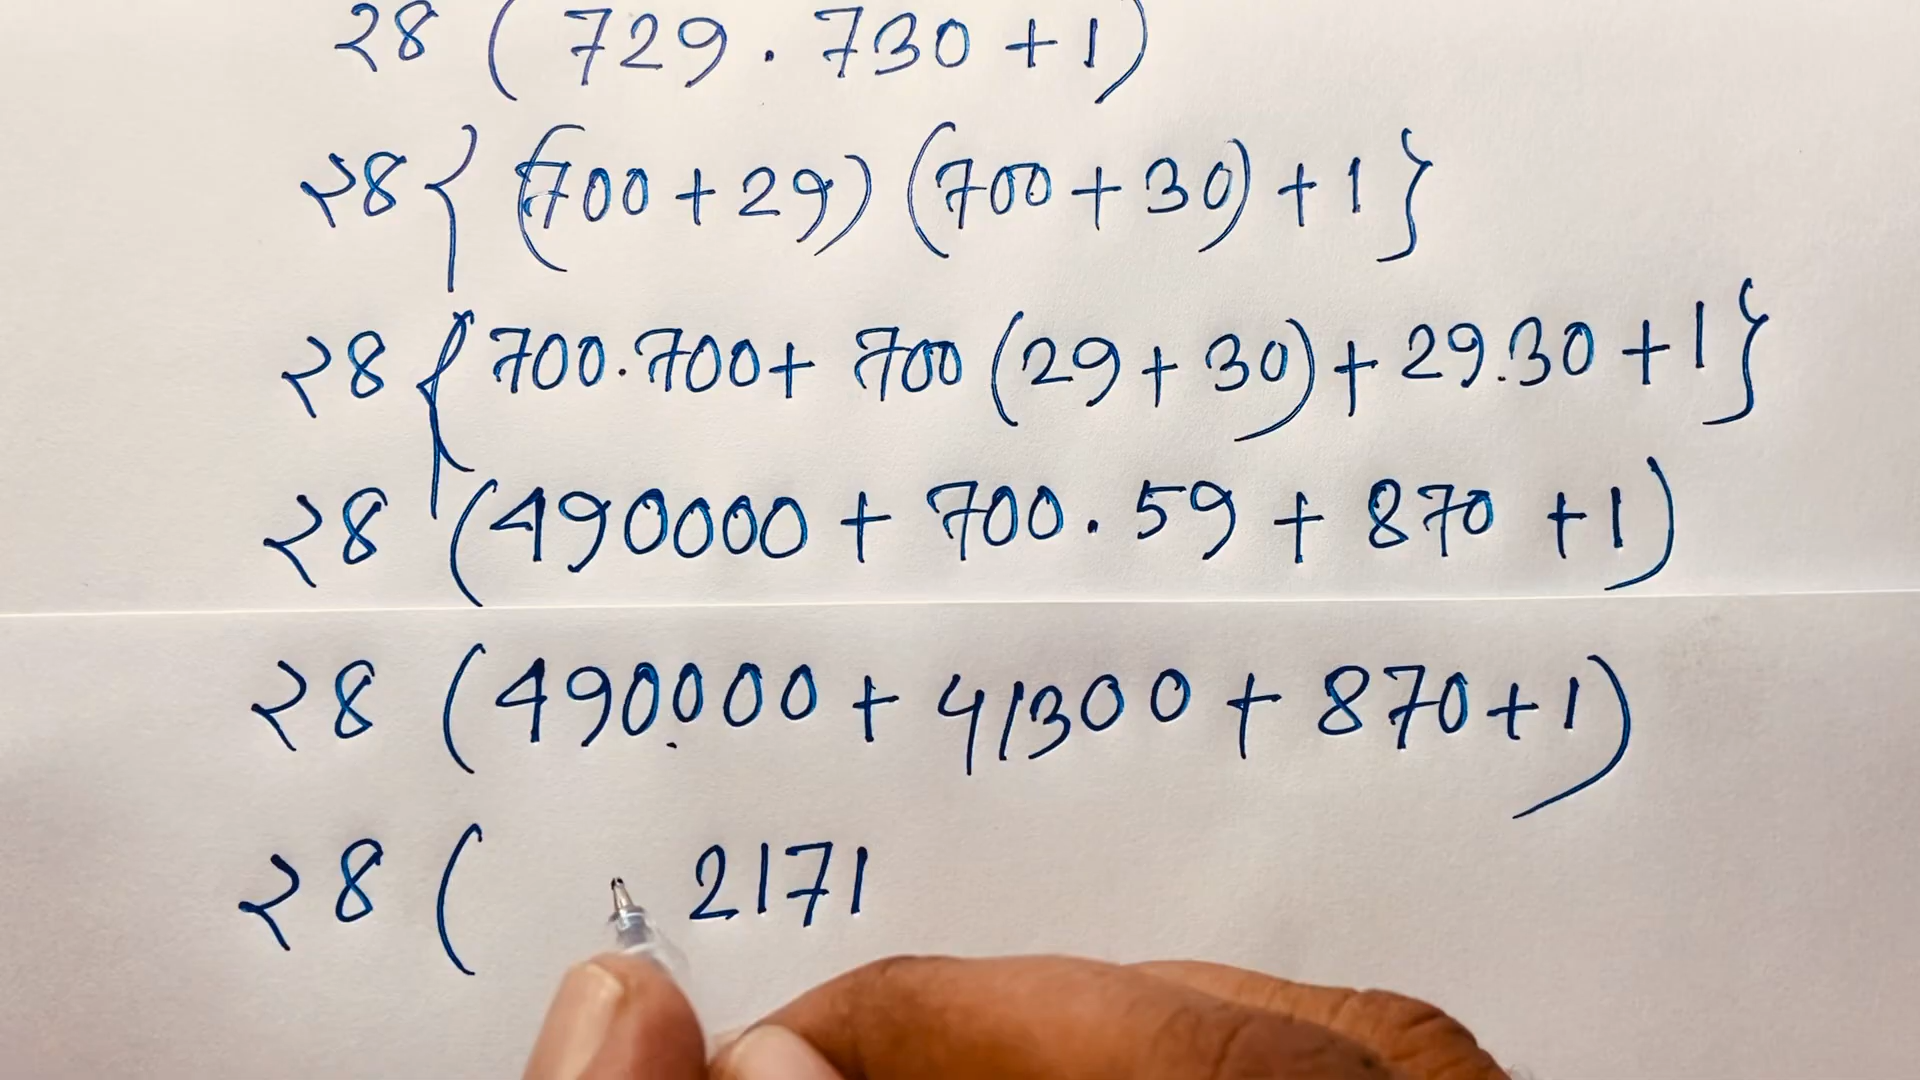 28 ( 729 . 730 + 1 )
28 { (700 + 29) (700 + 30) + 1 }
28 { 700.700 + 700 (29 + 30) + 29.30 + 1 }
28 ( 490000 + 700 . 59 + 870 + 1 )
28 ( 490000 + 41300 + 870 + 1 )
28 ( 2171